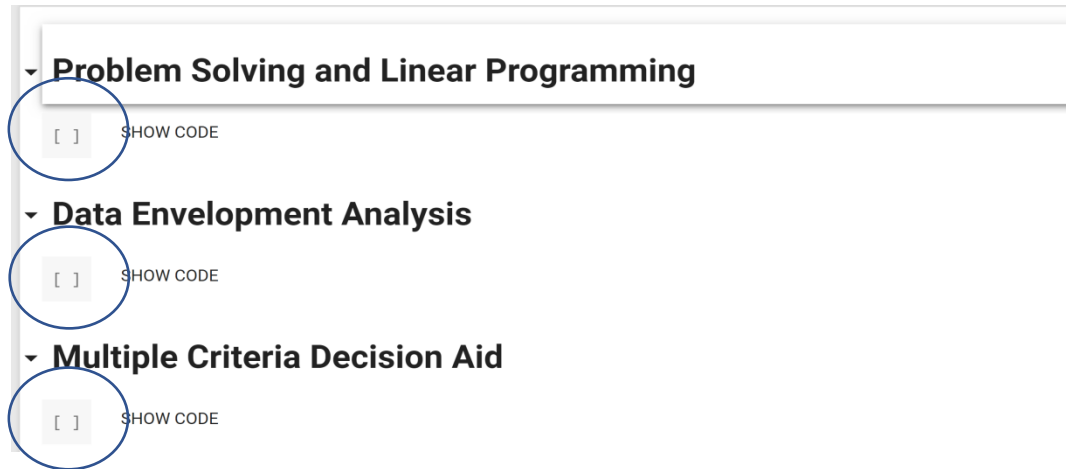 Problem Solving and Linear Programming
[ ] SHOW CODE
Data Envelopment Analysis
[ ] SHOW CODE
Multiple Criteria Decision Aid
[ ] SHOW CODE